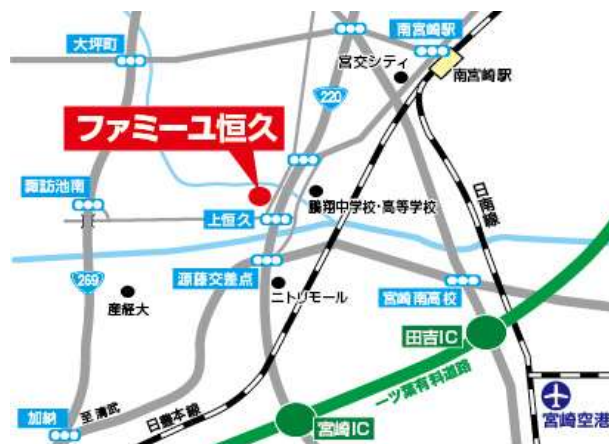 南宮崎駅
大坪町
宮交シティ
南宮崎駅
220
ファミーユ恒久
諏訪池南
鵬翔中学校・高等学校
上恒久
日南線
源藤交差点
269
ニトリモール
宮崎南高校
産経大
田吉IC
一ツ葉有料道路
宮崎空港
加納
至 清武
日豊本線
宮崎IC